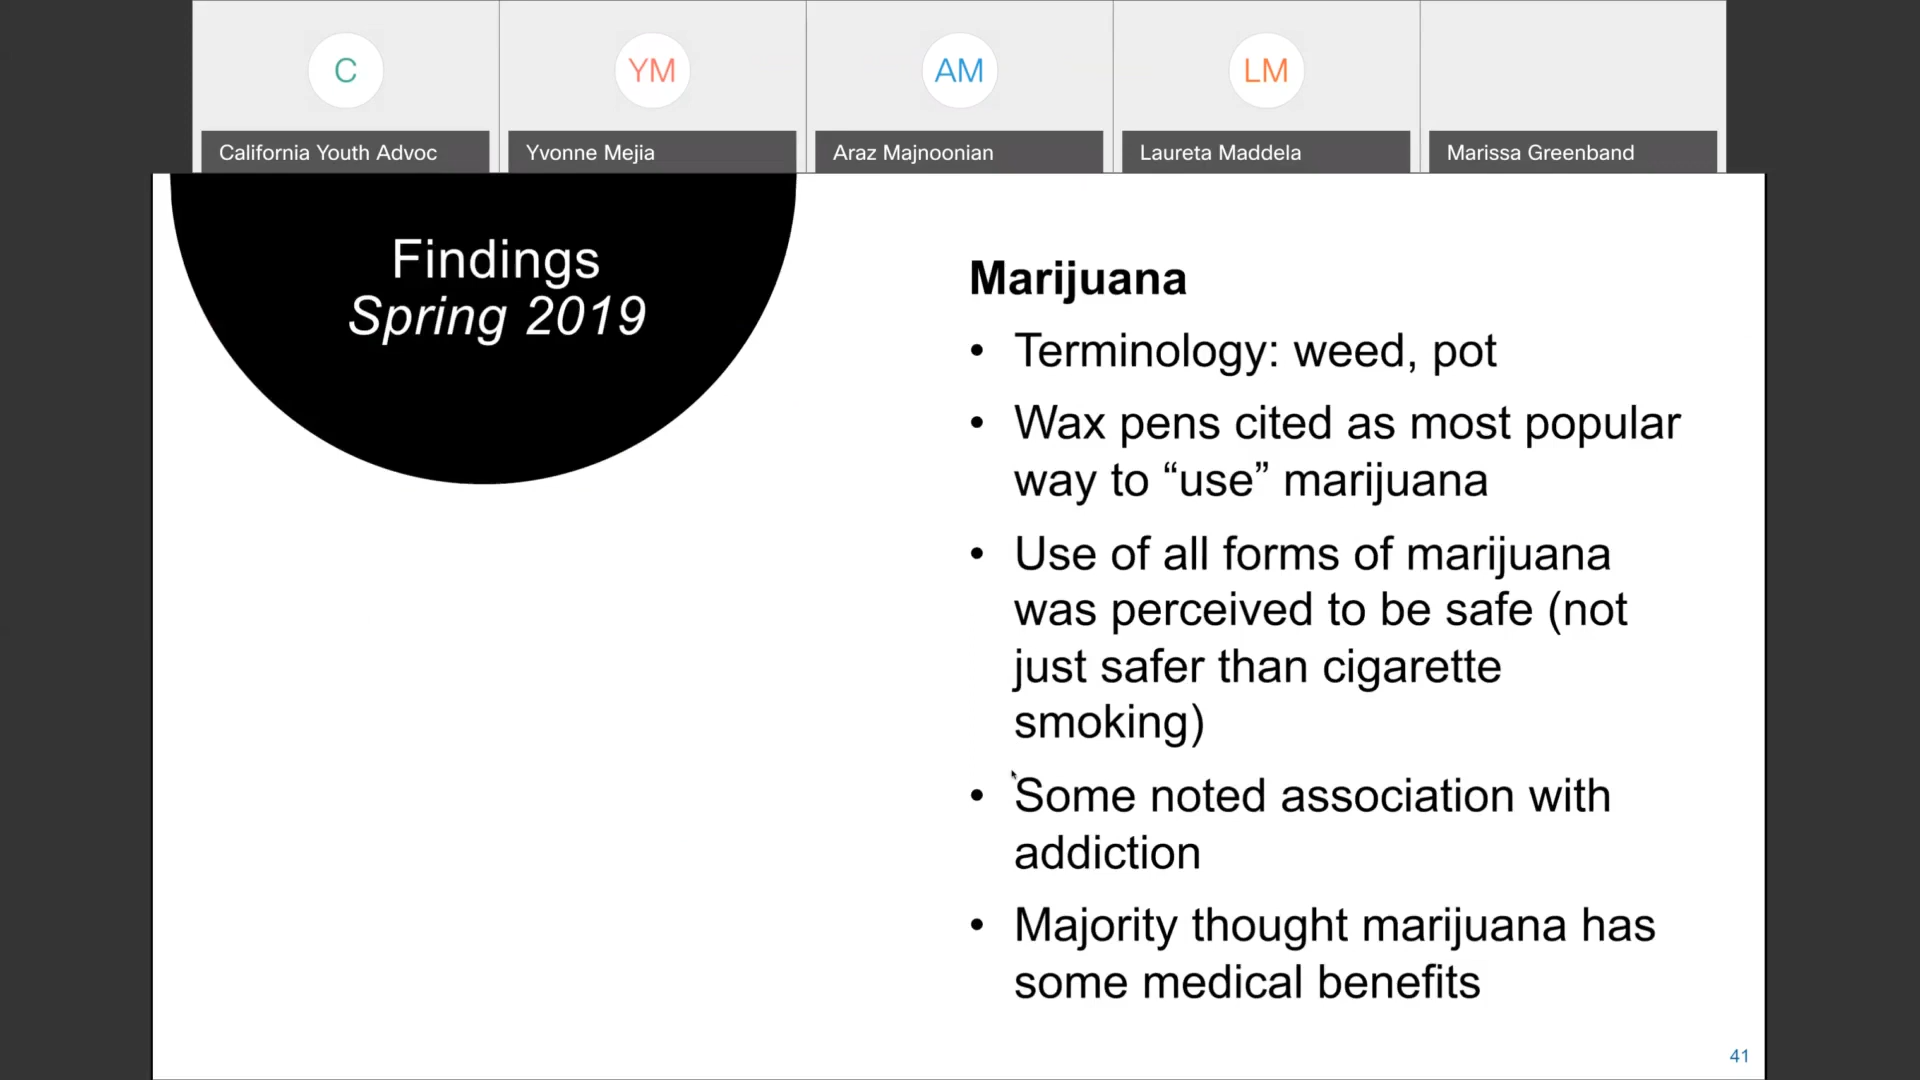 C
YM
AM
LM
California Youth Advoc
Yvonne Mejia
Araz Majnoonian
Laureta Maddela
Marissa Greenband
Findings
Spring 2019
Marijuana
• Terminology: weed, pot
• Wax pens cited as most popular
way to “use” marijuana
• Use of all forms of marijuana
was perceived to be safe (not
just safer than cigarette
smoking)
• Some noted association with
addiction
• Majority thought marijuana has
some medical benefits
41